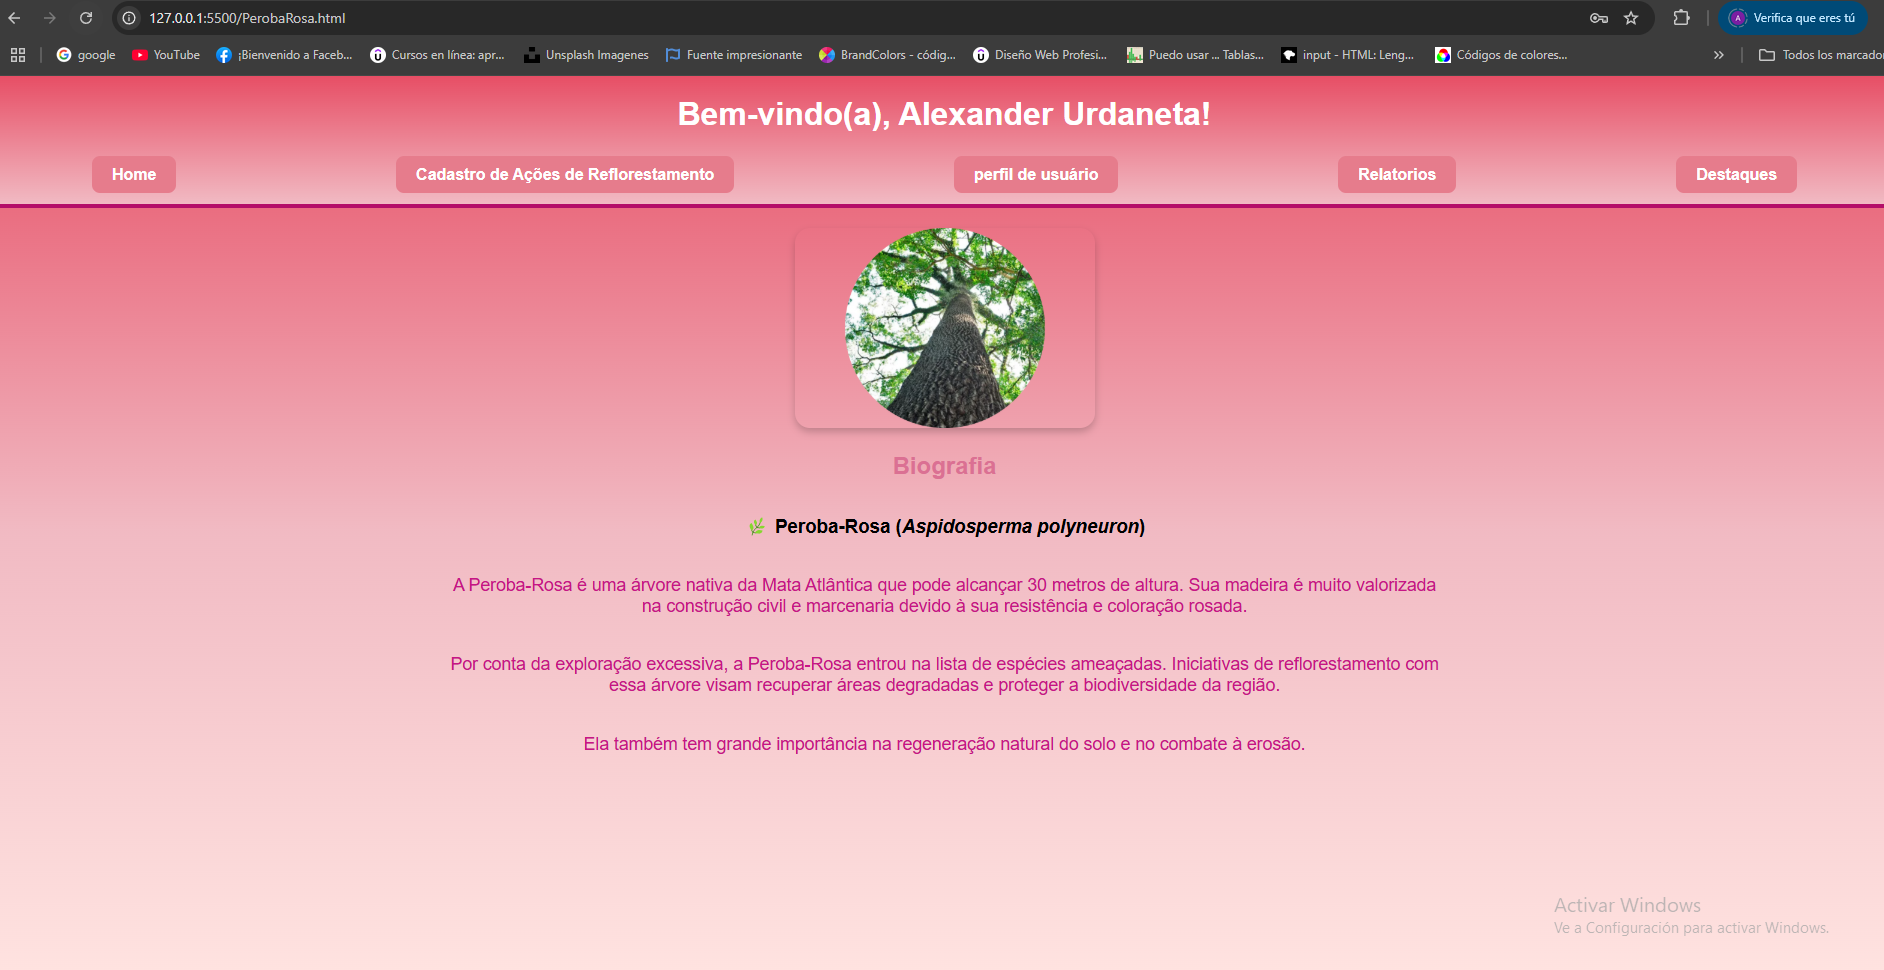 127.0.0.1:5500/PerobaRosa.html
A Verifica que eres tú
google YouTube ¡Bienvenido a Faceb... Cursos en línea: apr... Unsplash Imagenes Fuente impresionante BrandColors - códig... Diseño Web Profesi... Puedo usar ... Tablas... input - HTML: Leng... Códigos de colores... » Todos los marcador
Bem-vindo(a), Alexander Urdaneta!
Home Cadastro de Ações de Reflorestamento perfil de usuário Relatorios Destaques
Biografia
🌿 Peroba-Rosa (Aspidosperma polyneuron)
A Peroba-Rosa é uma árvore nativa da Mata Atlântica que pode alcançar 30 metros de altura. Sua madeira é muito valorizada
na construção civil e marcenaria devido à sua resistência e coloração rosada.
Por conta da exploração excessiva, a Peroba-Rosa entrou na lista de espécies ameaçadas. Iniciativas de reflorestamento com
essa árvore visam recuperar áreas degradadas e proteger a biodiversidade da região.
Ela também tem grande importância na regeneração natural do solo e no combate à erosão.
Activar Windows
Ve a Configuración para activar Windows.